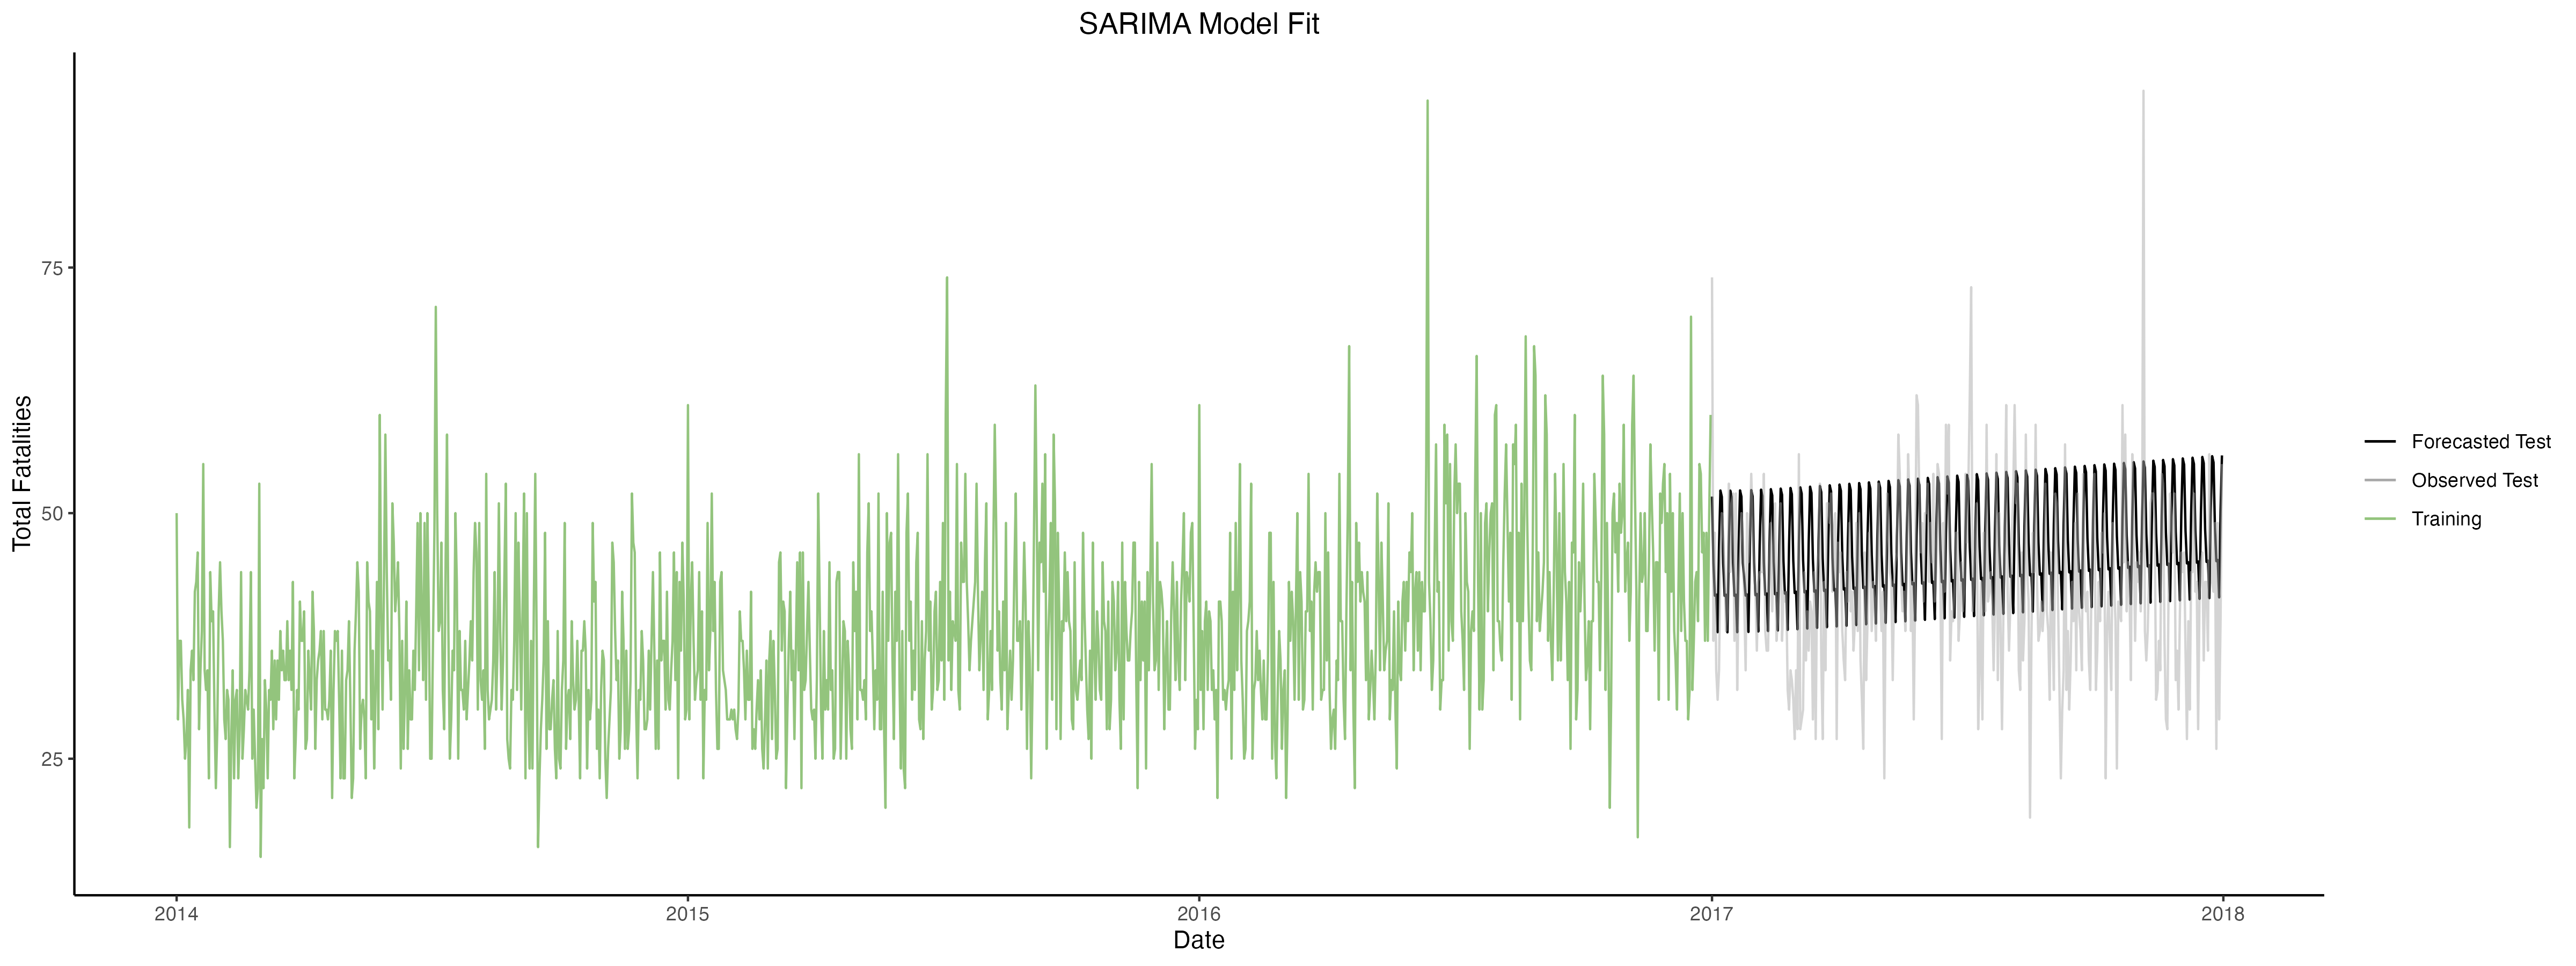 SARIMA Model Fit
Total Fatalities
75
50
25
2014
2015
2016
2017
2018
Date
Forecasted Test
Observed Test
Training